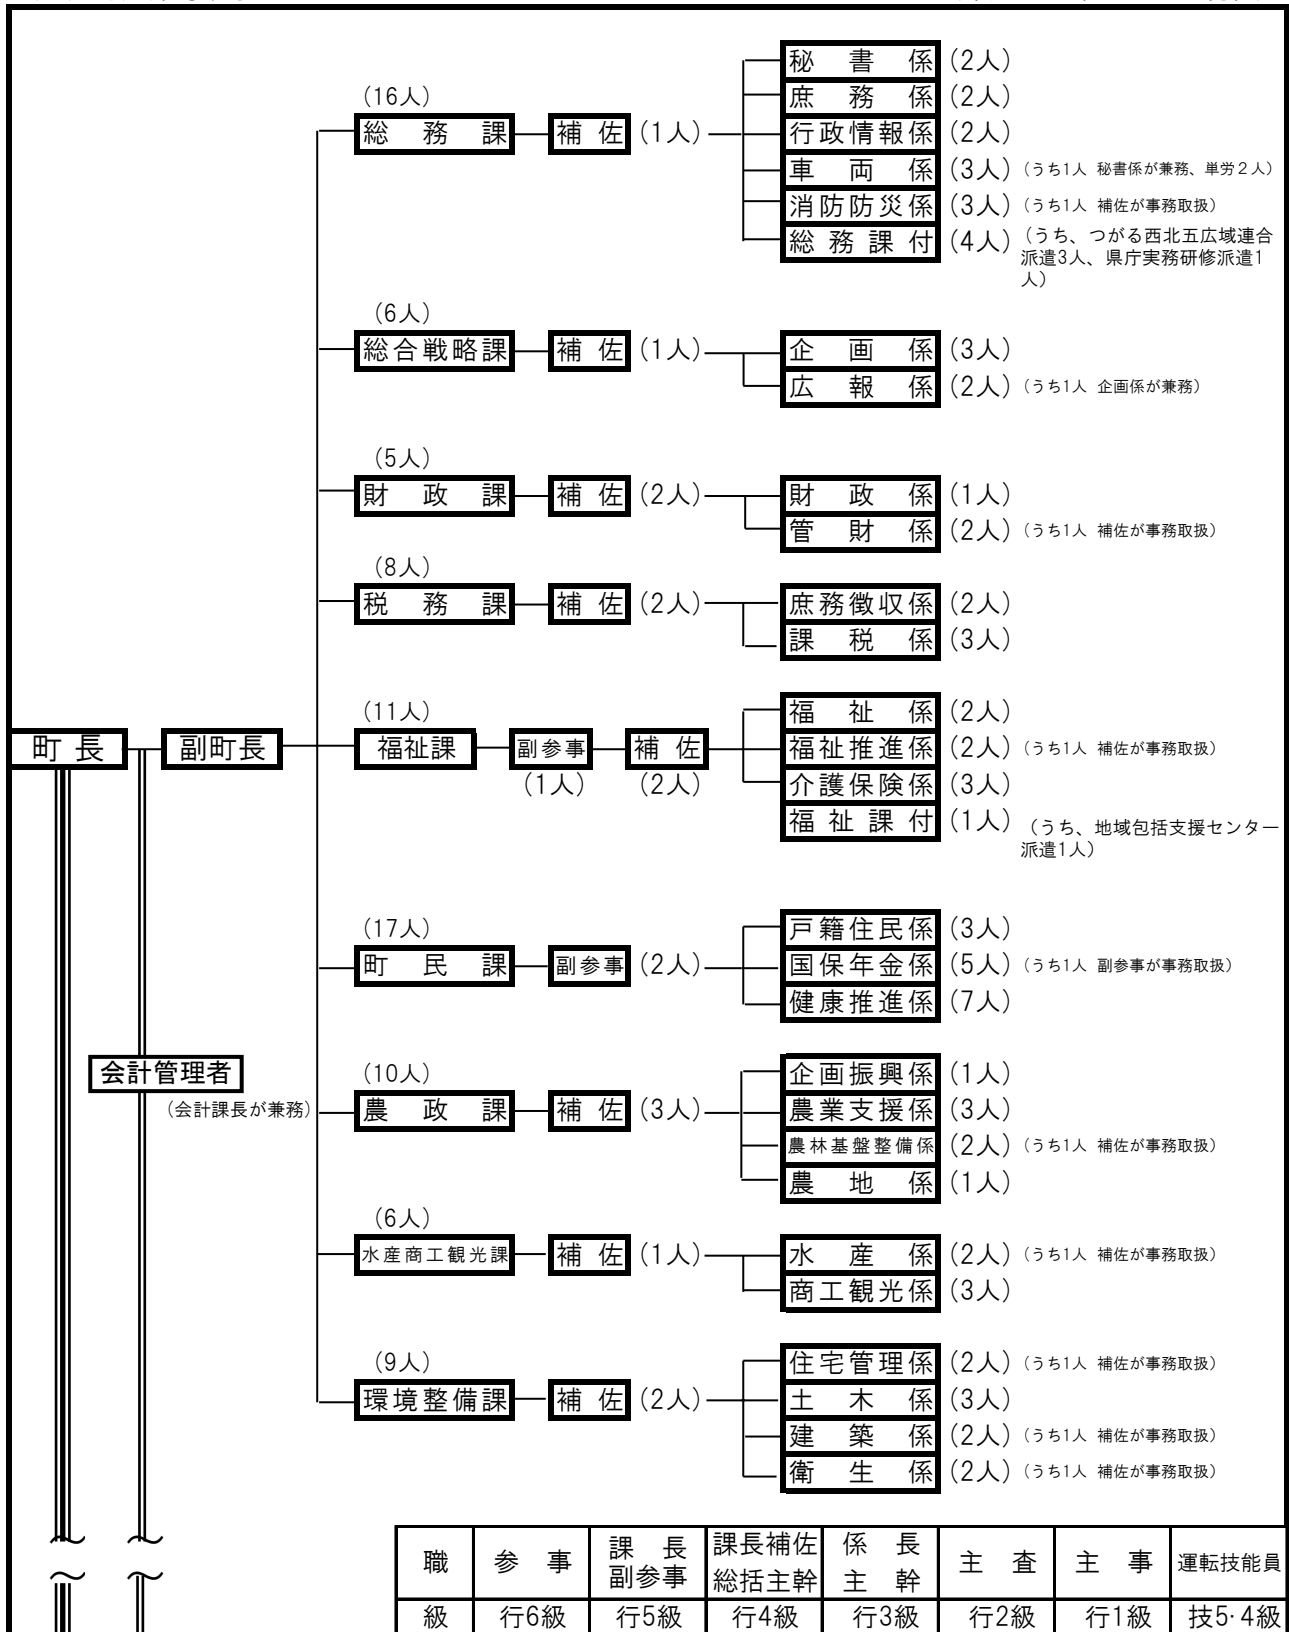 秘書係 (2人)
(16人)
庶務係 (2人)
総務課 補佐 (1人) 行政情報係 (2人)
車両係 (3人) (うち1人 秘書係が兼務、単労2人)
消防防災係 (3人) (うち1人 補佐が事務取扱)
総務課付 (4人) (うち、つがる西北五広域連合
派遣3人、県庁実務研修派遣1
人)
(6人)
総合戦略課 補佐 (1人) 企画係 (3人)
広報係 (2人) (うち1人 企画係が兼務)
(5人)
財政課 補佐 (2人) 財政係 (1人)
管財係 (2人) (うち1人 補佐が事務取扱)
(8人)
税務課 補佐 (2人) 庶務徴収係 (2人)
課税係 (3人)
(11人) 福祉係 (2人)
町長 副町長 福祉課 副参事 補佐 福祉推進係 (2人) (うち1人 補佐が事務取扱)
(1人) (2人) 介護保険係 (3人)
福祉課付 (1人) (うち、地域包括支援センター
派遣1人)
(17人) 戸籍住民係 (3人)
町民課 副参事 (2人) 国保年金係 (5人) (うち1人 副参事が事務取扱)
健康推進係 (7人)
会計管理者 (10人) 企画振興係 (1人)
(会計課長が兼務) 農政課 補佐 (3人) 農業支援係 (3人)
農林基盤整備係 (2人) (うち1人 補佐が事務取扱)
農地係 (1人)
(6人)
水産商工観光課 補佐 (1人) 水産係 (2人) (うち1人 補佐が事務取扱)
商工観光係 (3人)
(9人) 住宅管理係 (2人) (うち1人 補佐が事務取扱)
環境整備課 補佐 (2人) 土木係 (3人)
建築係 (2人) (うち1人 補佐が事務取扱)
衛生係 (2人) (うち1人 補佐が事務取扱)
職 参事 課長 副参事 課長補佐 総括主幹 係長 主幹 主査 主事 運転技能員
級 行6級 行5級 行4級 行3級 行2級 行1級 技5・4級